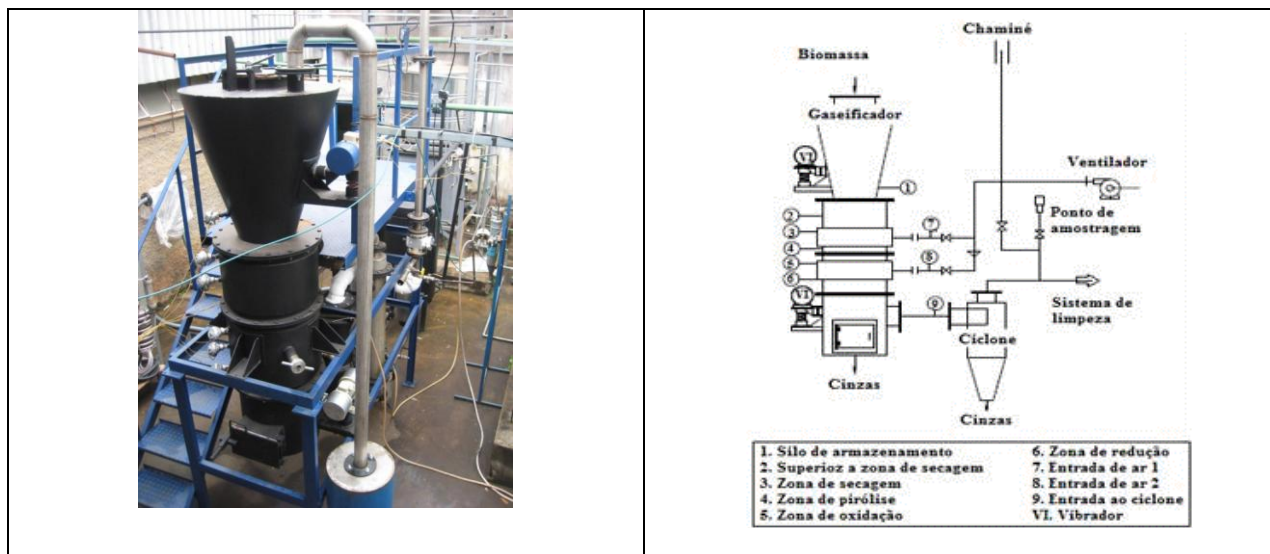 Chaminé
Biomassa
Gaseificador
VI
1
Ventilador
2
3
7
Ponto de
amostragem
4
5
8
6
VI
9
Sistema de
limpeza
Ciclone
Cinzas
Cinzas
1. Silo de armazenamento
2. Superioz a zona de secagem
3. Zona de secagem
4. Zona de pirólise
5. Zona de oxidação
6. Zona de redução
7. Entrada de ar 1
8. Entrada de ar 2
9. Entrada ao ciclone
VI. Vibrador